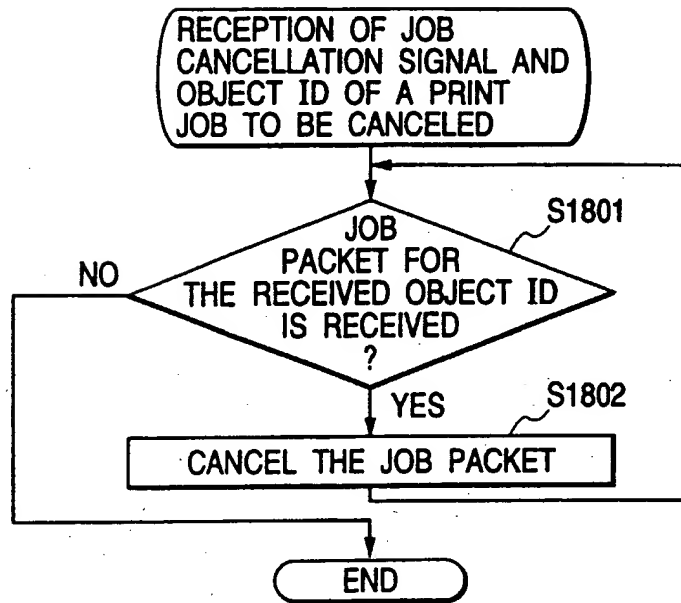 RECEPTION OF JOB
CANCELLATION SIGNAL AND
OBJECT ID OF A PRINT
JOB TO BE CANCELED
S1801
JOB
PACKET FOR
THE RECEIVED OBJECT ID
IS RECEIVED
?
NO
YES
S1802
CANCEL THE JOB PACKET
END